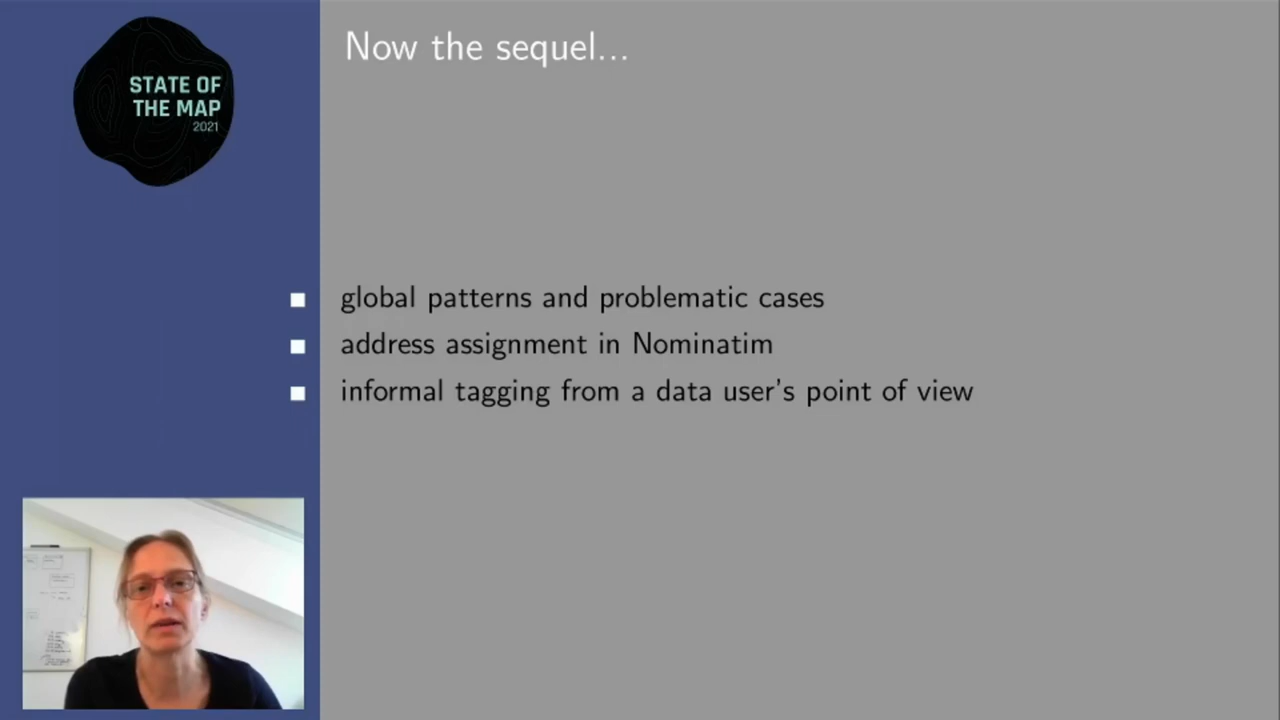 STATE OF
THE MAP
2021
Now the sequel...
global patterns and problematic cases
address assignment in Nominatim
informal tagging from a data user's point of view